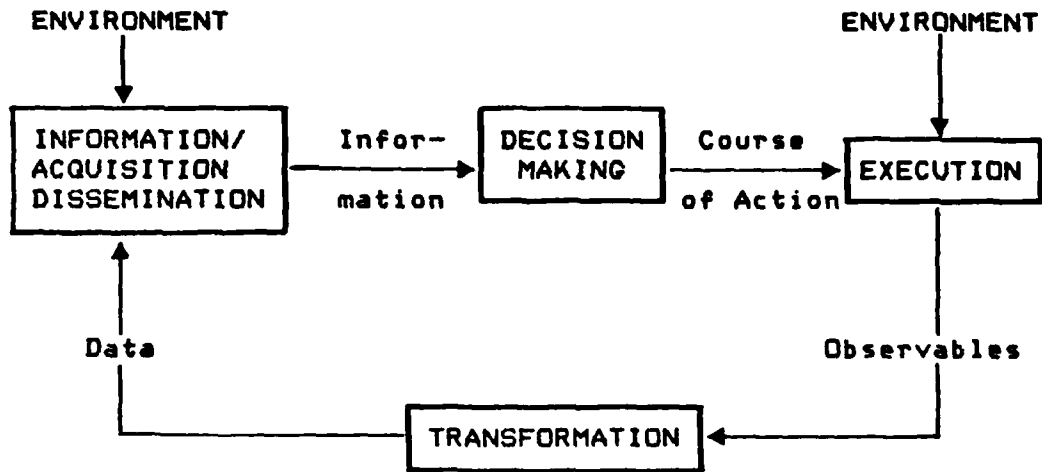 ENVIRONMENT
ENVIRONMENT
INFORMATION/
ACQUISITION
DISSEMINATION
Infor-
mation
DECISION
MAKING
Course
of Action
EXECUTION
Data
Observables
TRANSFORMATION